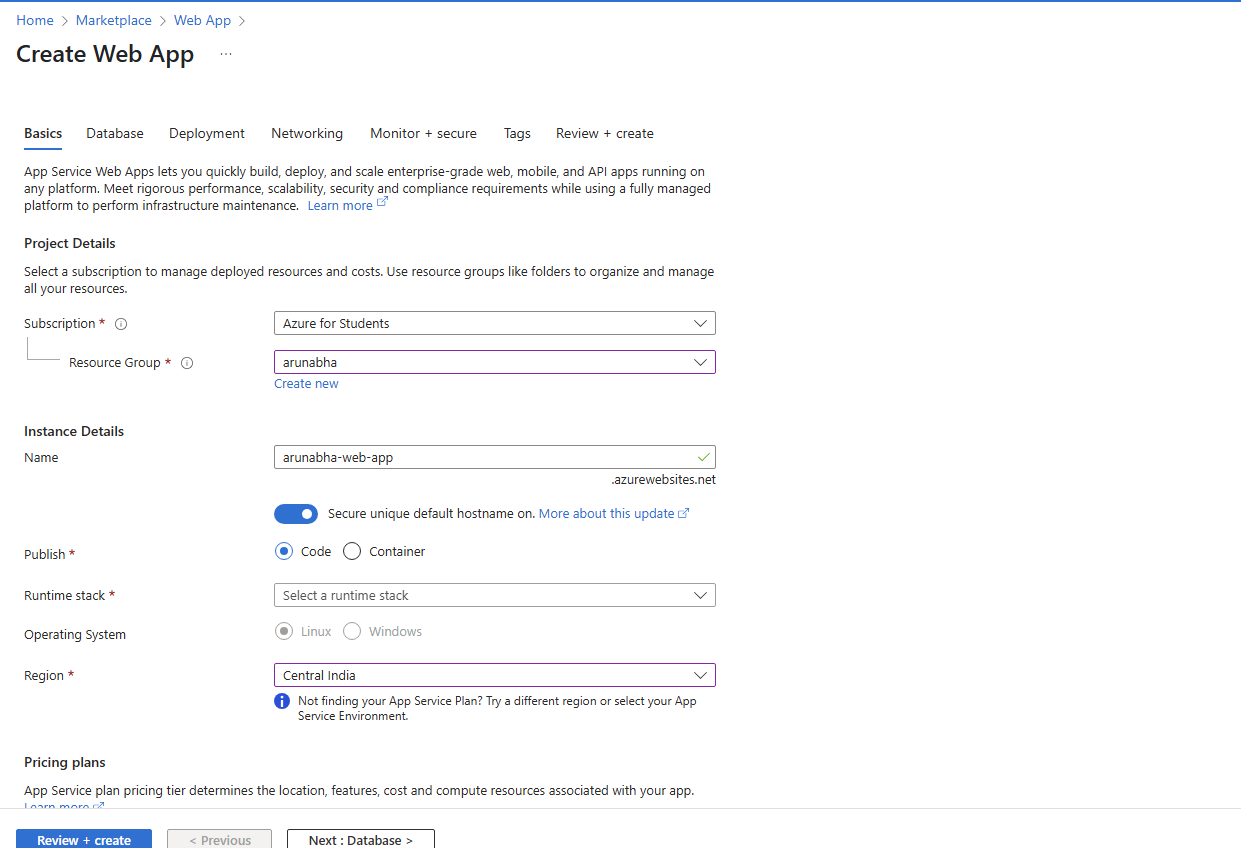 Home > Marketplace > Web App >
Create Web App ...
Basics Database Deployment Networking Monitor + secure Tags Review + create
App Service Web Apps lets you quickly build, deploy, and scale enterprise-grade web, mobile, and API apps running on
any platform. Meet rigorous performance, scalability, security and compliance requirements while using a fully managed
platform to perform infrastructure maintenance. Learn more
Project Details
Select a subscription to manage deployed resources and costs. Use resource groups like folders to organize and manage
all your resources.
Subscription * Azure for Students
Resource Group * arunabha
Create new
Instance Details
Name arunabha-web-app
.azurewebsites.net
Secure unique default hostname on. More about this update
Publish * Code Container
Runtime stack * Select a runtime stack
Operating System Linux Windows
Region * Central India
Not finding your App Service Plan? Try a different region or select your App
Service Environment.
Pricing plans
App Service plan pricing tier determines the location, features, cost and compute resources associated with your app.
Learn more
Review + create < Previous Next : Database >